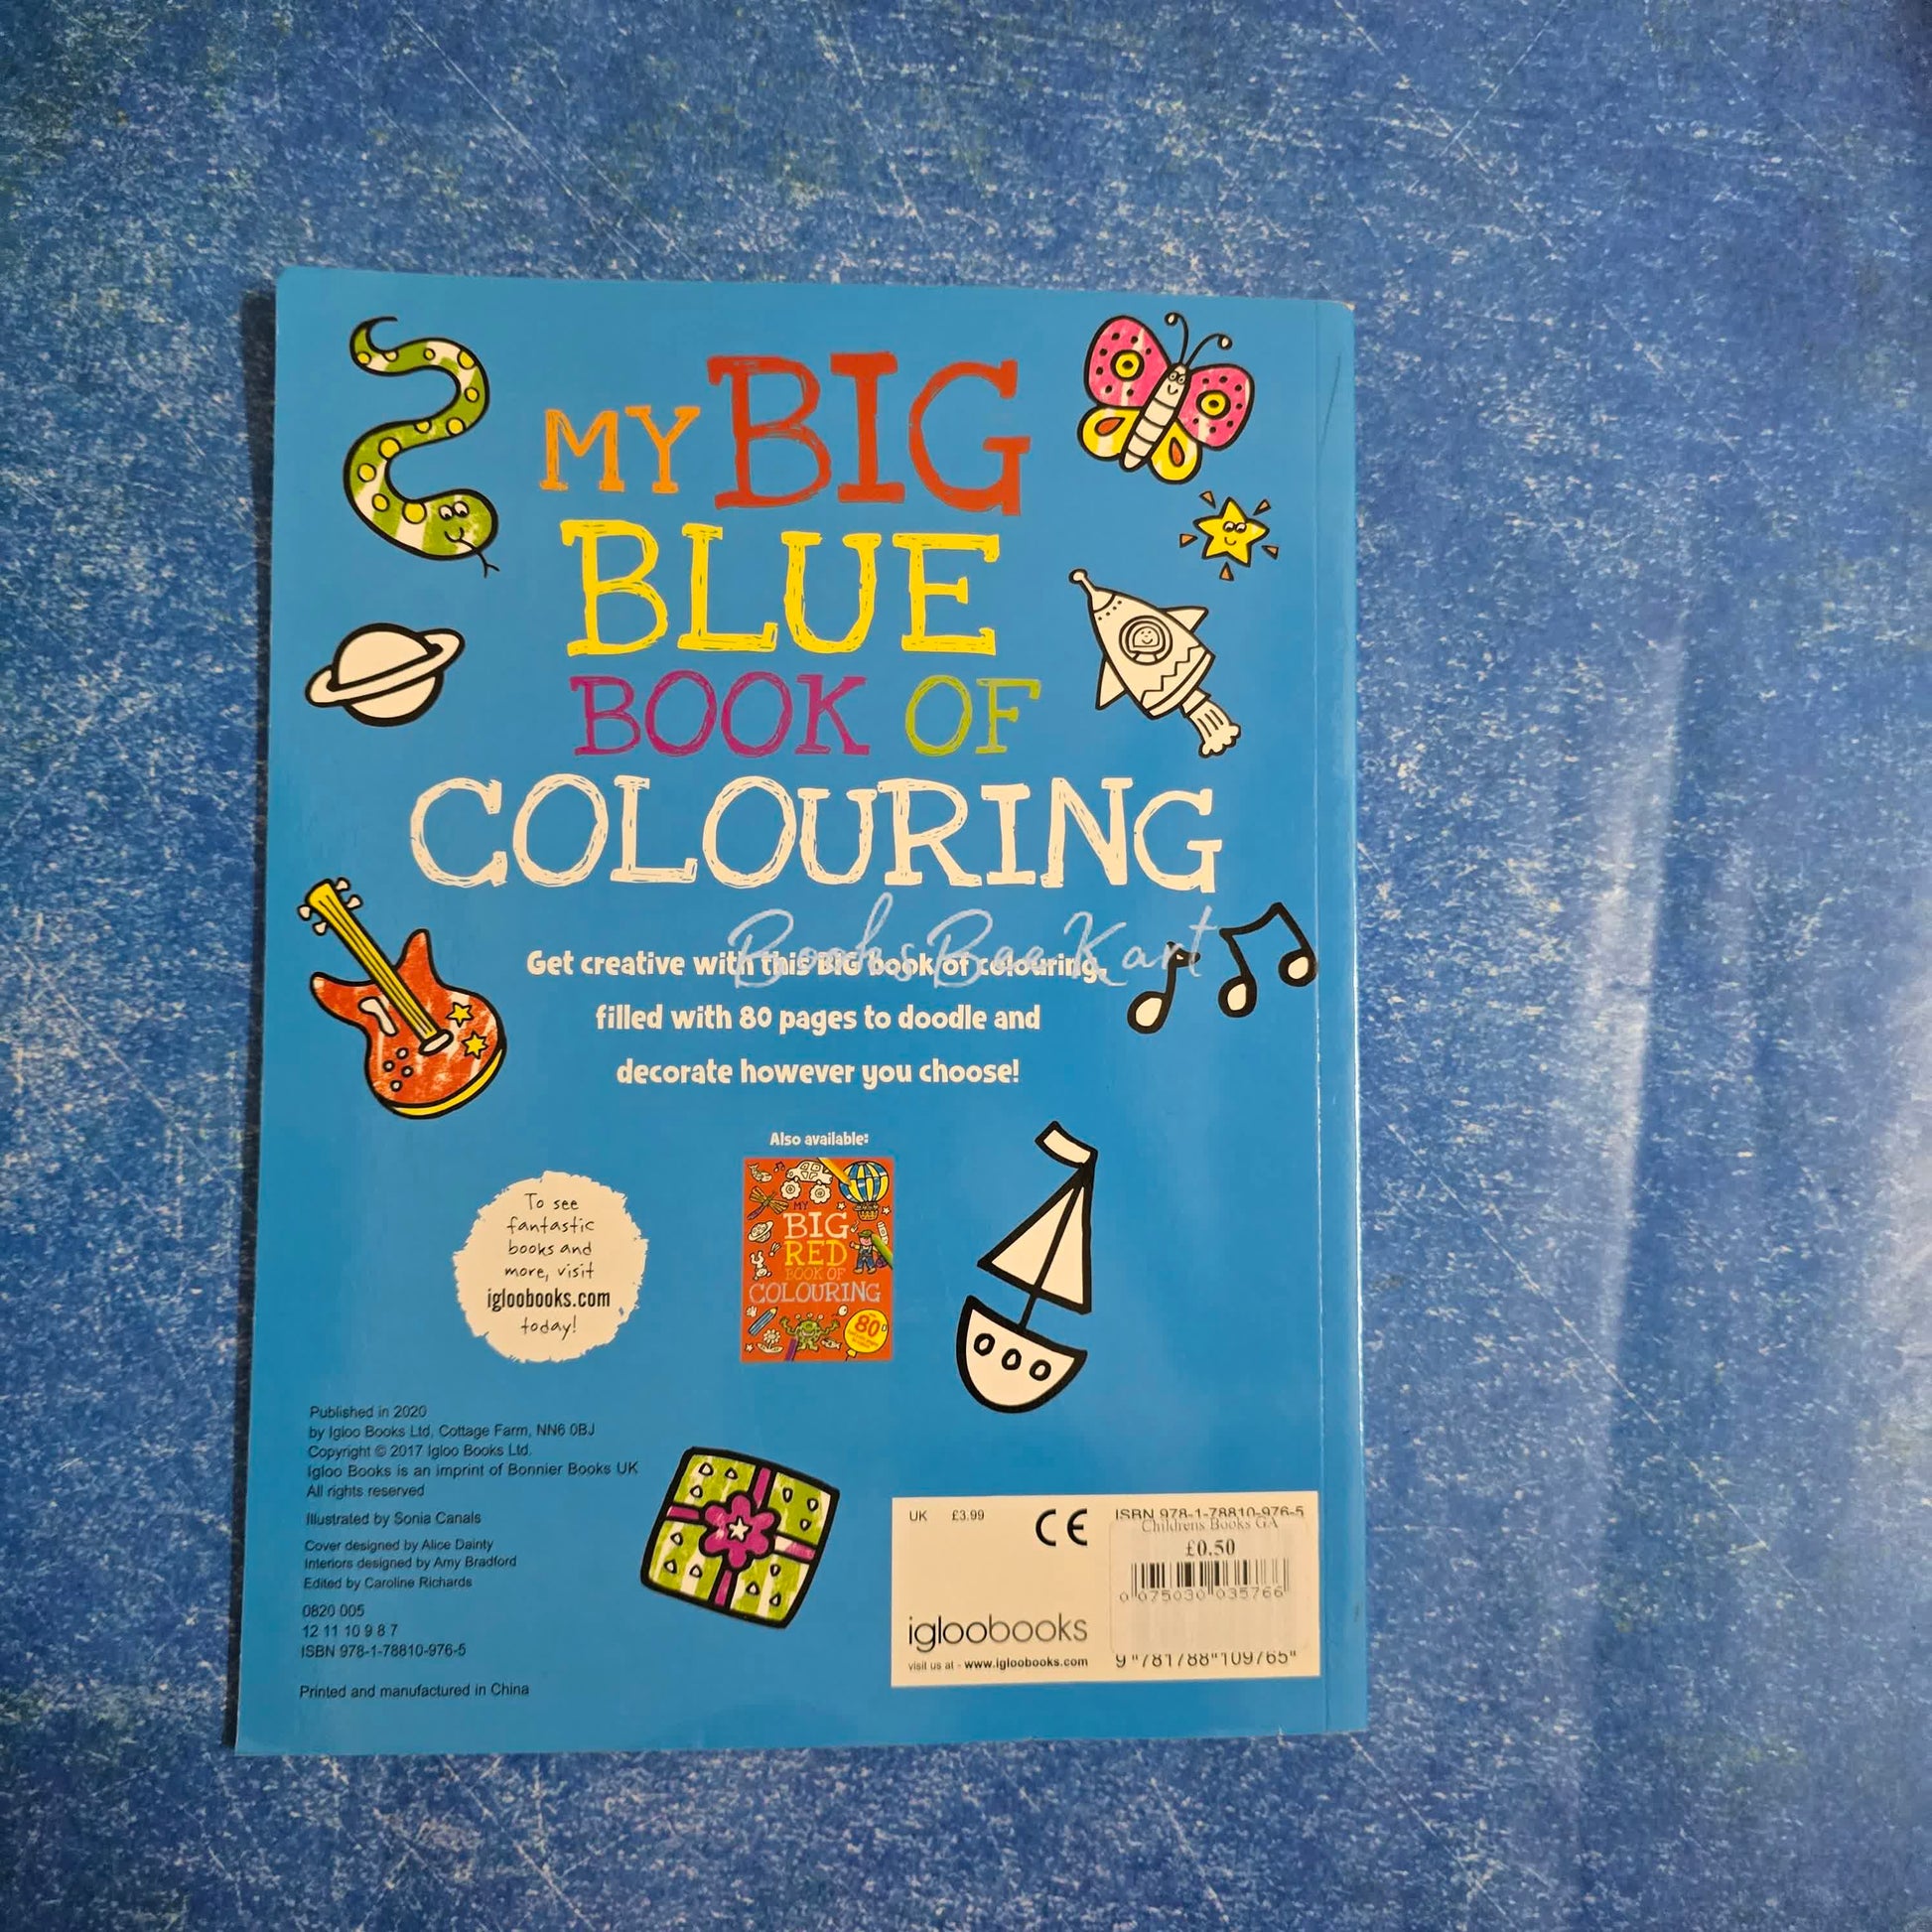 MY BIG
BLUE
BOOK OF
COLOURING
BooksBaeKart
Get creative with this BIG book of colouring,
filled with 80 pages to doodle and
decorate however you choose!
Also available:
MY
BIG
RED
BOOK OF
COLOURING
80
To see
fantastic
books and
more, visit
igloobooks.com
today!
Published in 2020
by Igloo Books Ltd, Cottage Farm, NN6 0BJ
Copyright © 2017 Igloo Books Ltd.
Igloo Books is an imprint of Bonnier Books UK
All rights reserved
Illustrated by Sonia Canals
Cover designed by Alice Dainty
Interiors designed by Amy Bradford
Edited by Caroline Richards
0820 005
12 11 10 9 8 7
ISBN 978-1-78810-976-5
Printed and manufactured in China
UK £3.99
CE
ISBN 978-1-78810-976-5
Childrens Books GA
£0.50
0 075030 035766
igloobooks
visit us at - www.igloobooks.com
9 "781788"109765"